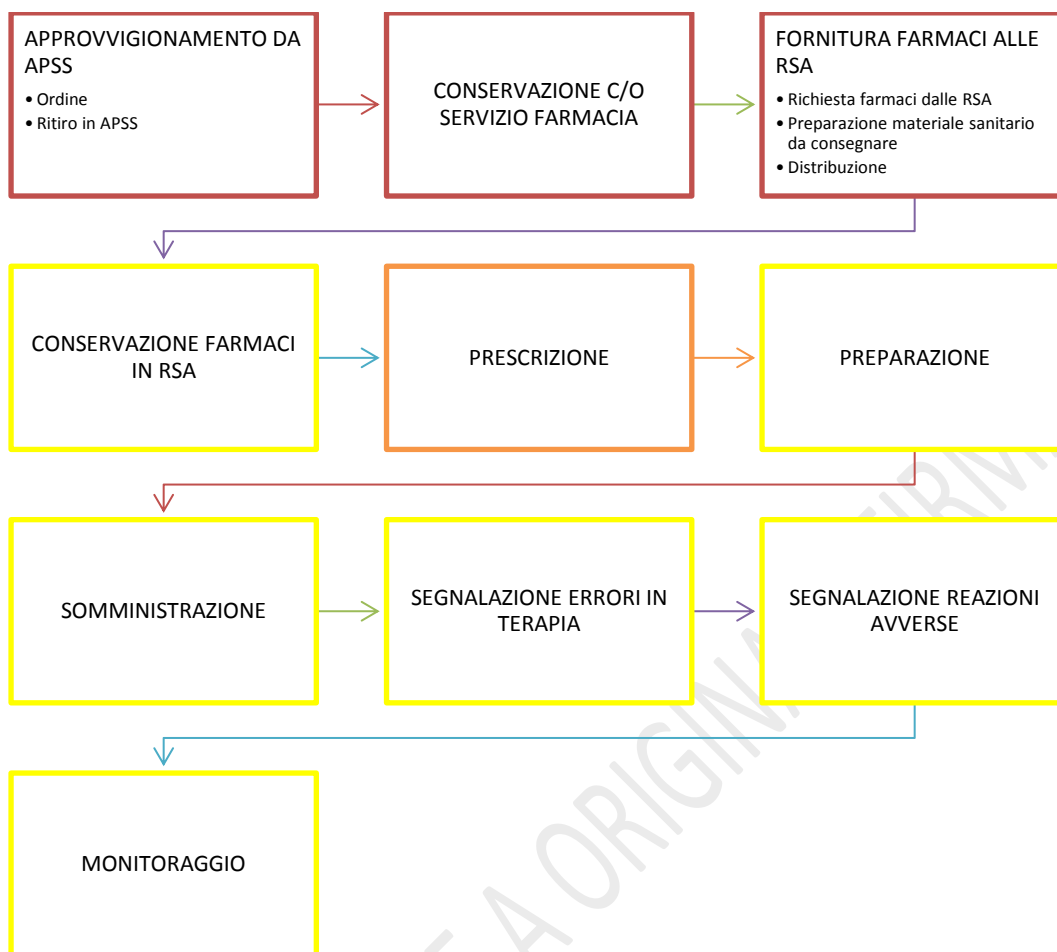 APPROVVIGIONAMENTO DA
APSS
• Ordine
• Ritiro in APSS
CONSERVAZIONE C/O
SERVIZIO FARMACIA
FORNITURA FARMACI ALLE
RSA
• Richiesta farmaci dalle RSA
• Preparazione materiale sanitario
da consegnare
• Distribuzione
CONSERVAZIONE FARMACI
IN RSA
PRESCRIZIONE
PREPARAZIONE
SOMMINISTRAZIONE
SEGNALAZIONE ERRORI IN
TERAPIA
SEGNALAZIONE REAZIONI
AVVERSE
MONITORAGGIO
A